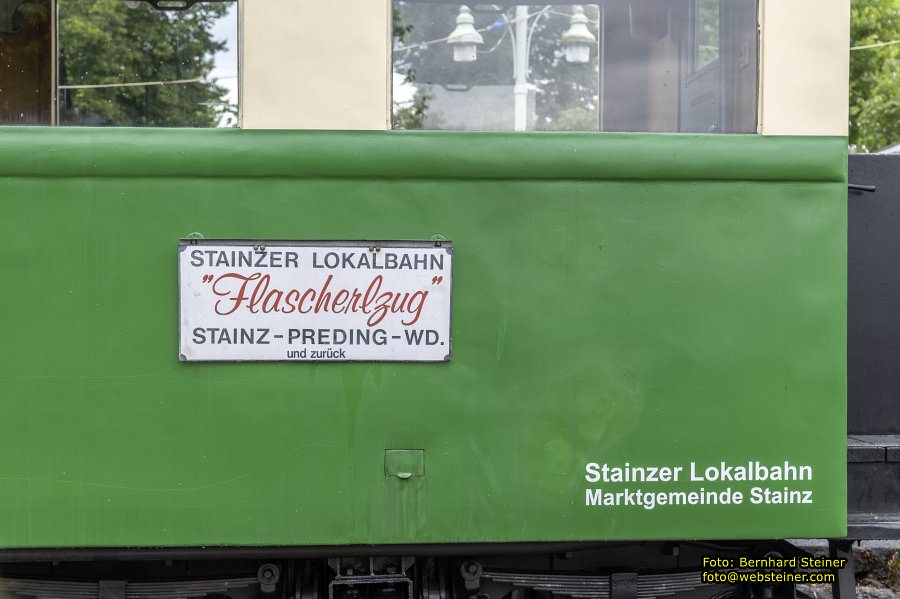 STAINZER LOKALBAHN
"Flascherlzug"
STAINZ-PREDING-WD.
und zurück
Stainzer Lokalbahn
Marktgemeinde Stainz
Foto: Bernhard Steiner
foto@websteiner.com